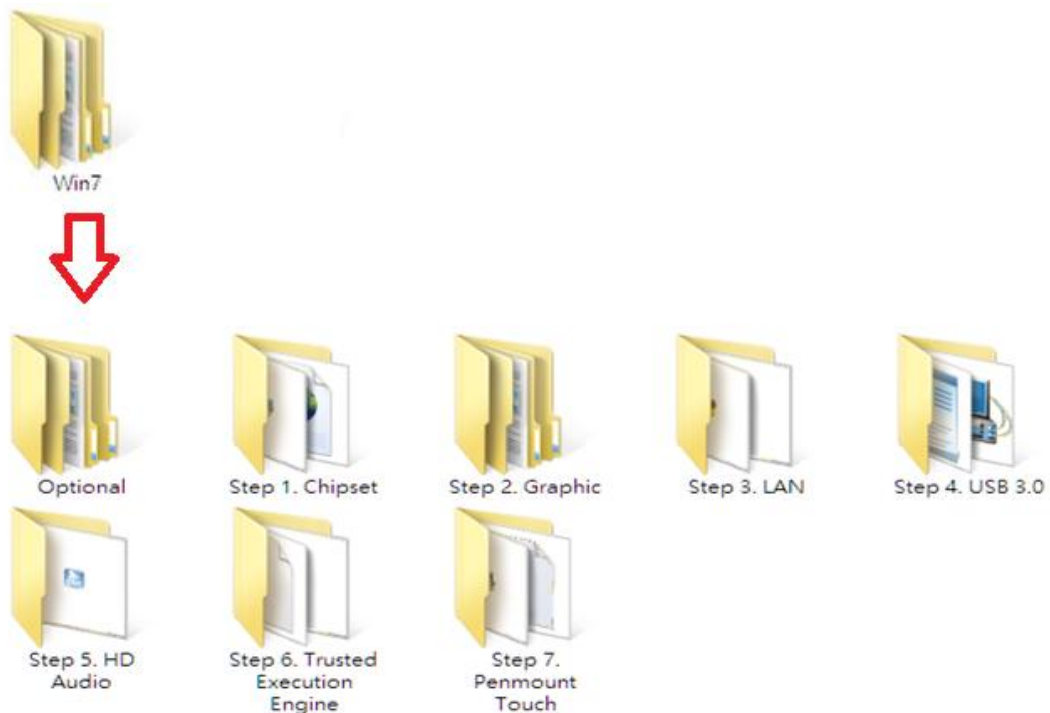 Win7
Optional
Step 1. Chipset
Step 2. Graphic
Step 3. LAN
Step 4. USB 3.0
Step 5. HD
Audio
Step 6. Trusted
Execution
Engine
Step 7.
Penmount
Touch